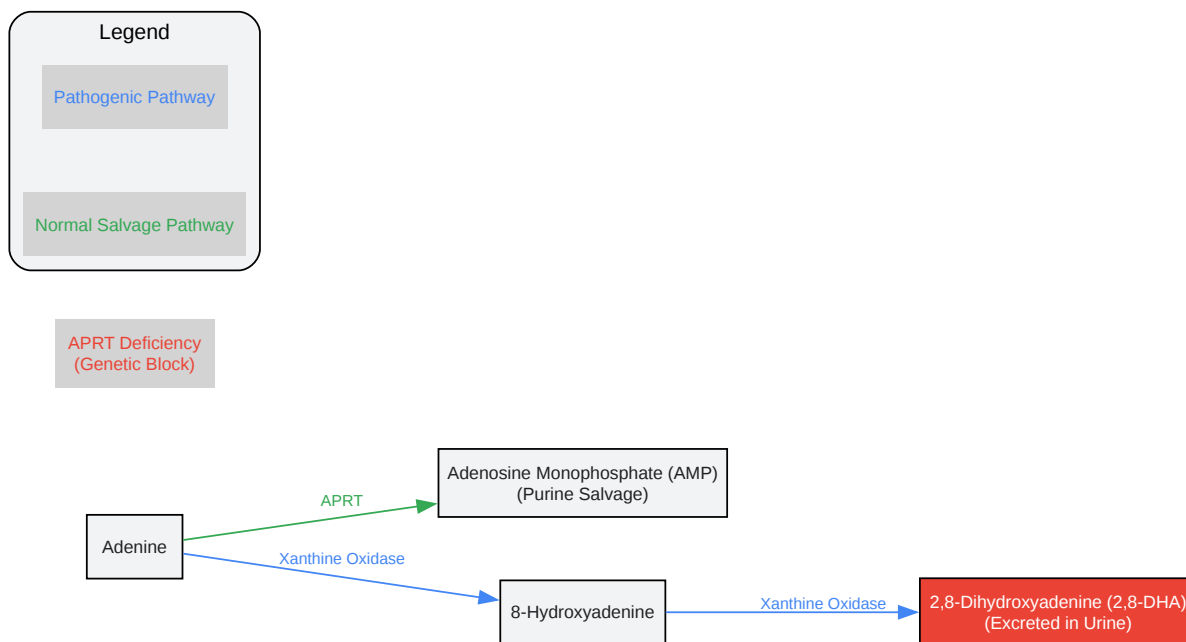 Legend
Pathogenic Pathway
Normal Salvage Pathway
APRT Deficiency
(Genetic Block)
Adenosine Monophosphate (AMP)
(Purine Salvage)
APRT
Adenine
Xanthine Oxidase
8-Hydroxyadenine
Xanthine Oxidase
2,8-Dihydroxyadenine (2,8-DHA)
(Excreted in Urine)